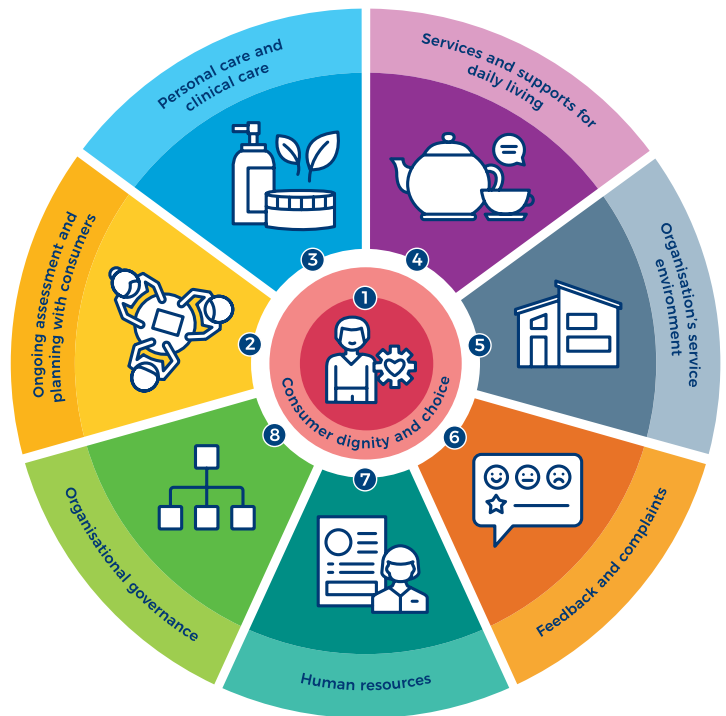 1
Consumer dignity and choice
2
Ongoing assessment and
planning with consumers
3
Personal care and
clinical care
4
Services and supports for
daily living
5
Organisation's service
environment
6
Feedback and complaints
7
Human resources
8
Organisational governance